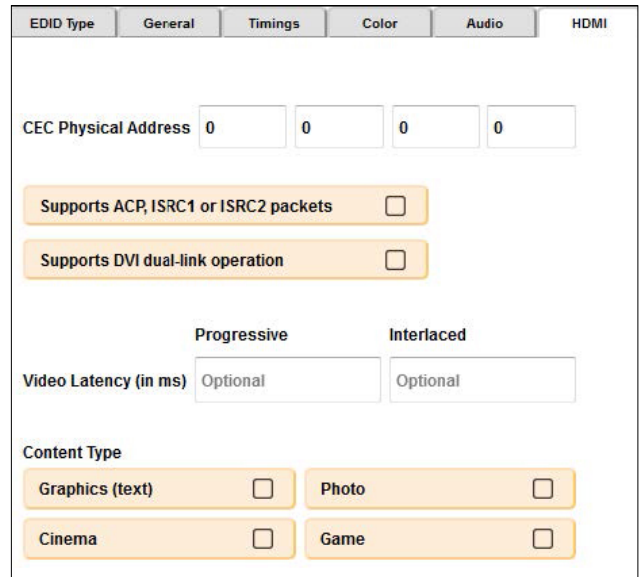 EDID Type General Timings Color Audio HDMI
CEC Physical Address 0 0 0 0
Supports ACP, ISRC1 or ISRC2 packets
Supports DVI dual-link operation
Progressive Interlaced
Video Latency (in ms) Optional Optional
Content Type
Graphics (text) Photo
Cinema Game